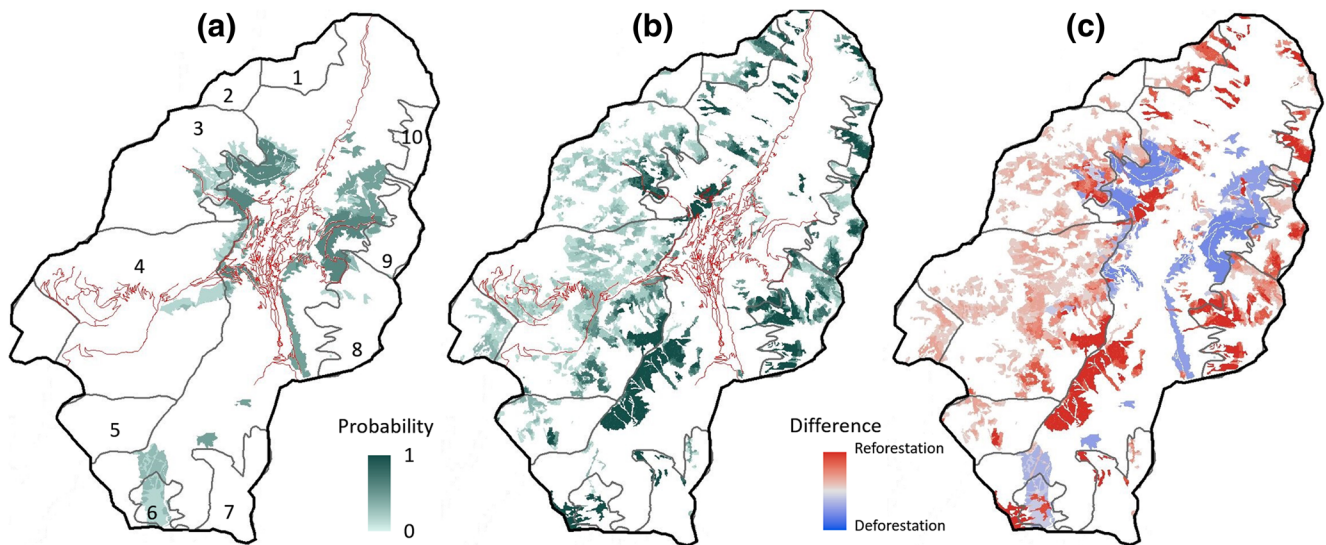 (a)
(b)
(c)
1
2
3
10
4
9
8
5
6
7
Probability
1
0
Difference
Reforestation
Deforestation